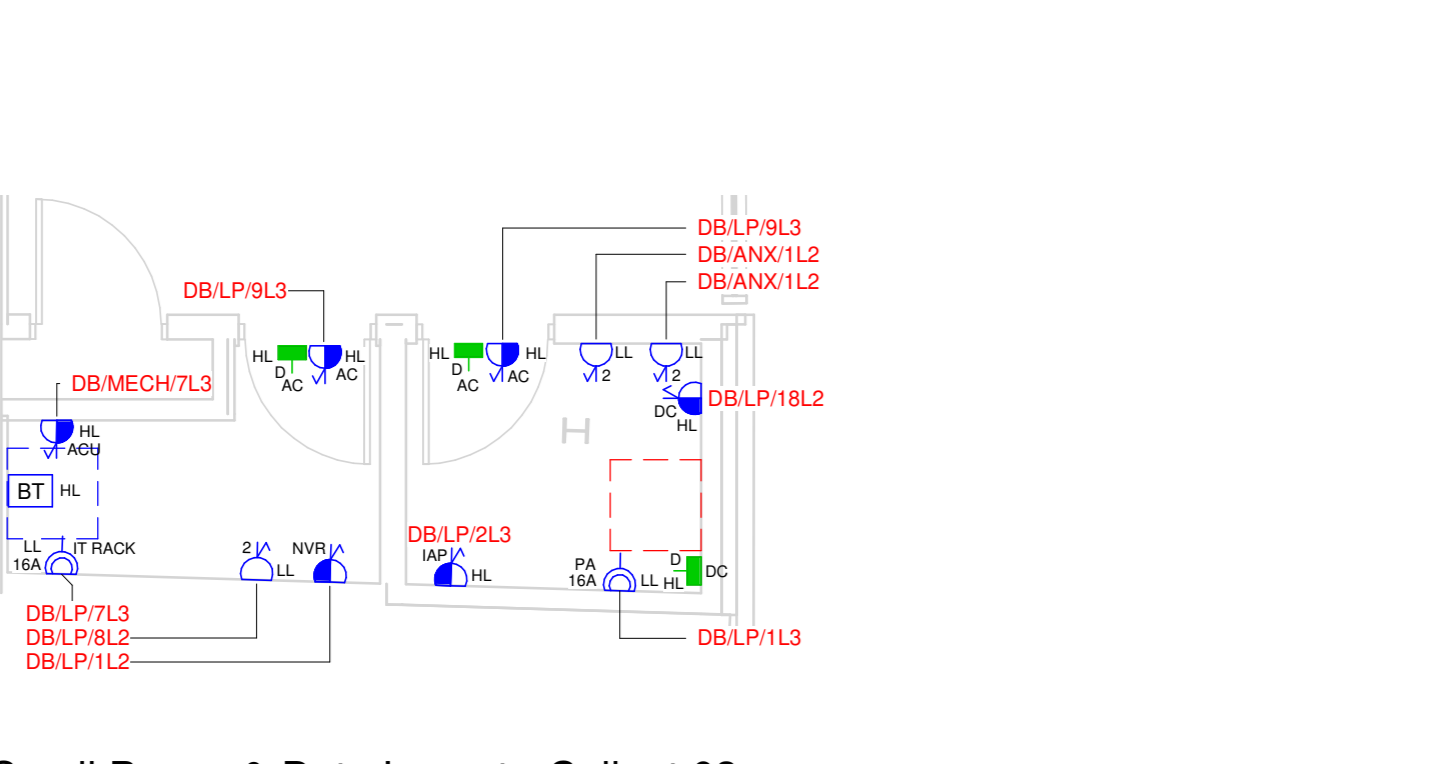 DB/LP/9L3
DB/ANX/1L2
DB/ANX/1L2
DB/LP/9L3
HL
D
AC
HL
AC
HL
D
AC
HL
AC
LL
2
LL
2
DB/MECH/7L3
DC
HL
DB/LP/18L2
HL
ACU
BT
HL
LL
16A
IT RACK
2
LL
NVR
DB/LP/2L3
IAP
HL
PA
16A
LL
HL
D
DC
DB/LP/7L3
DB/LP/8L2
DB/LP/1L2
DB/LP/1L3